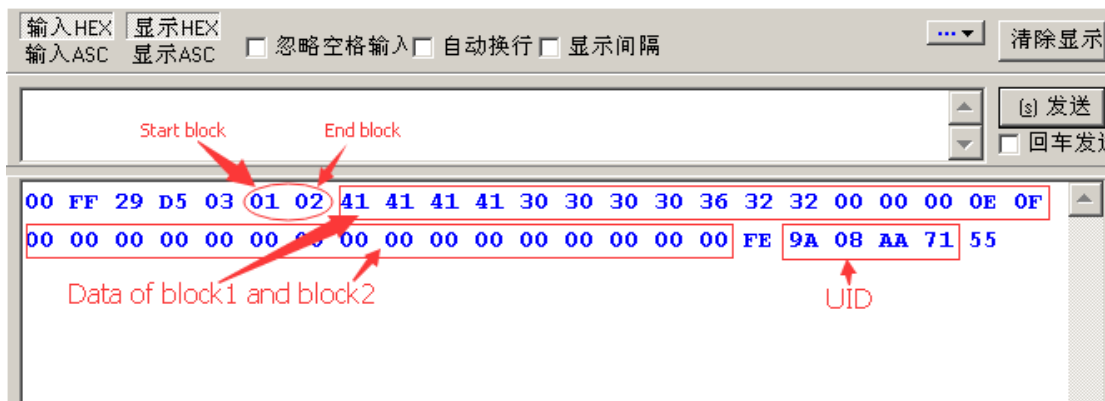 输入HEX 显示HEX
输入ASC 显示ASC 忽略空格输入 自动换行 显示间隔 ... 清除显示
(s) 发送
Start block End block
回车发送
00 FF 29 D5 03 01 02 41 41 41 41 30 30 30 30 36 32 32 00 00 00 0E 0F
00 00 00 00 00 00 00 00 00 00 00 00 00 00 00 00 FE 9A 08 AA 71 55
Data of block1 and block2 UID